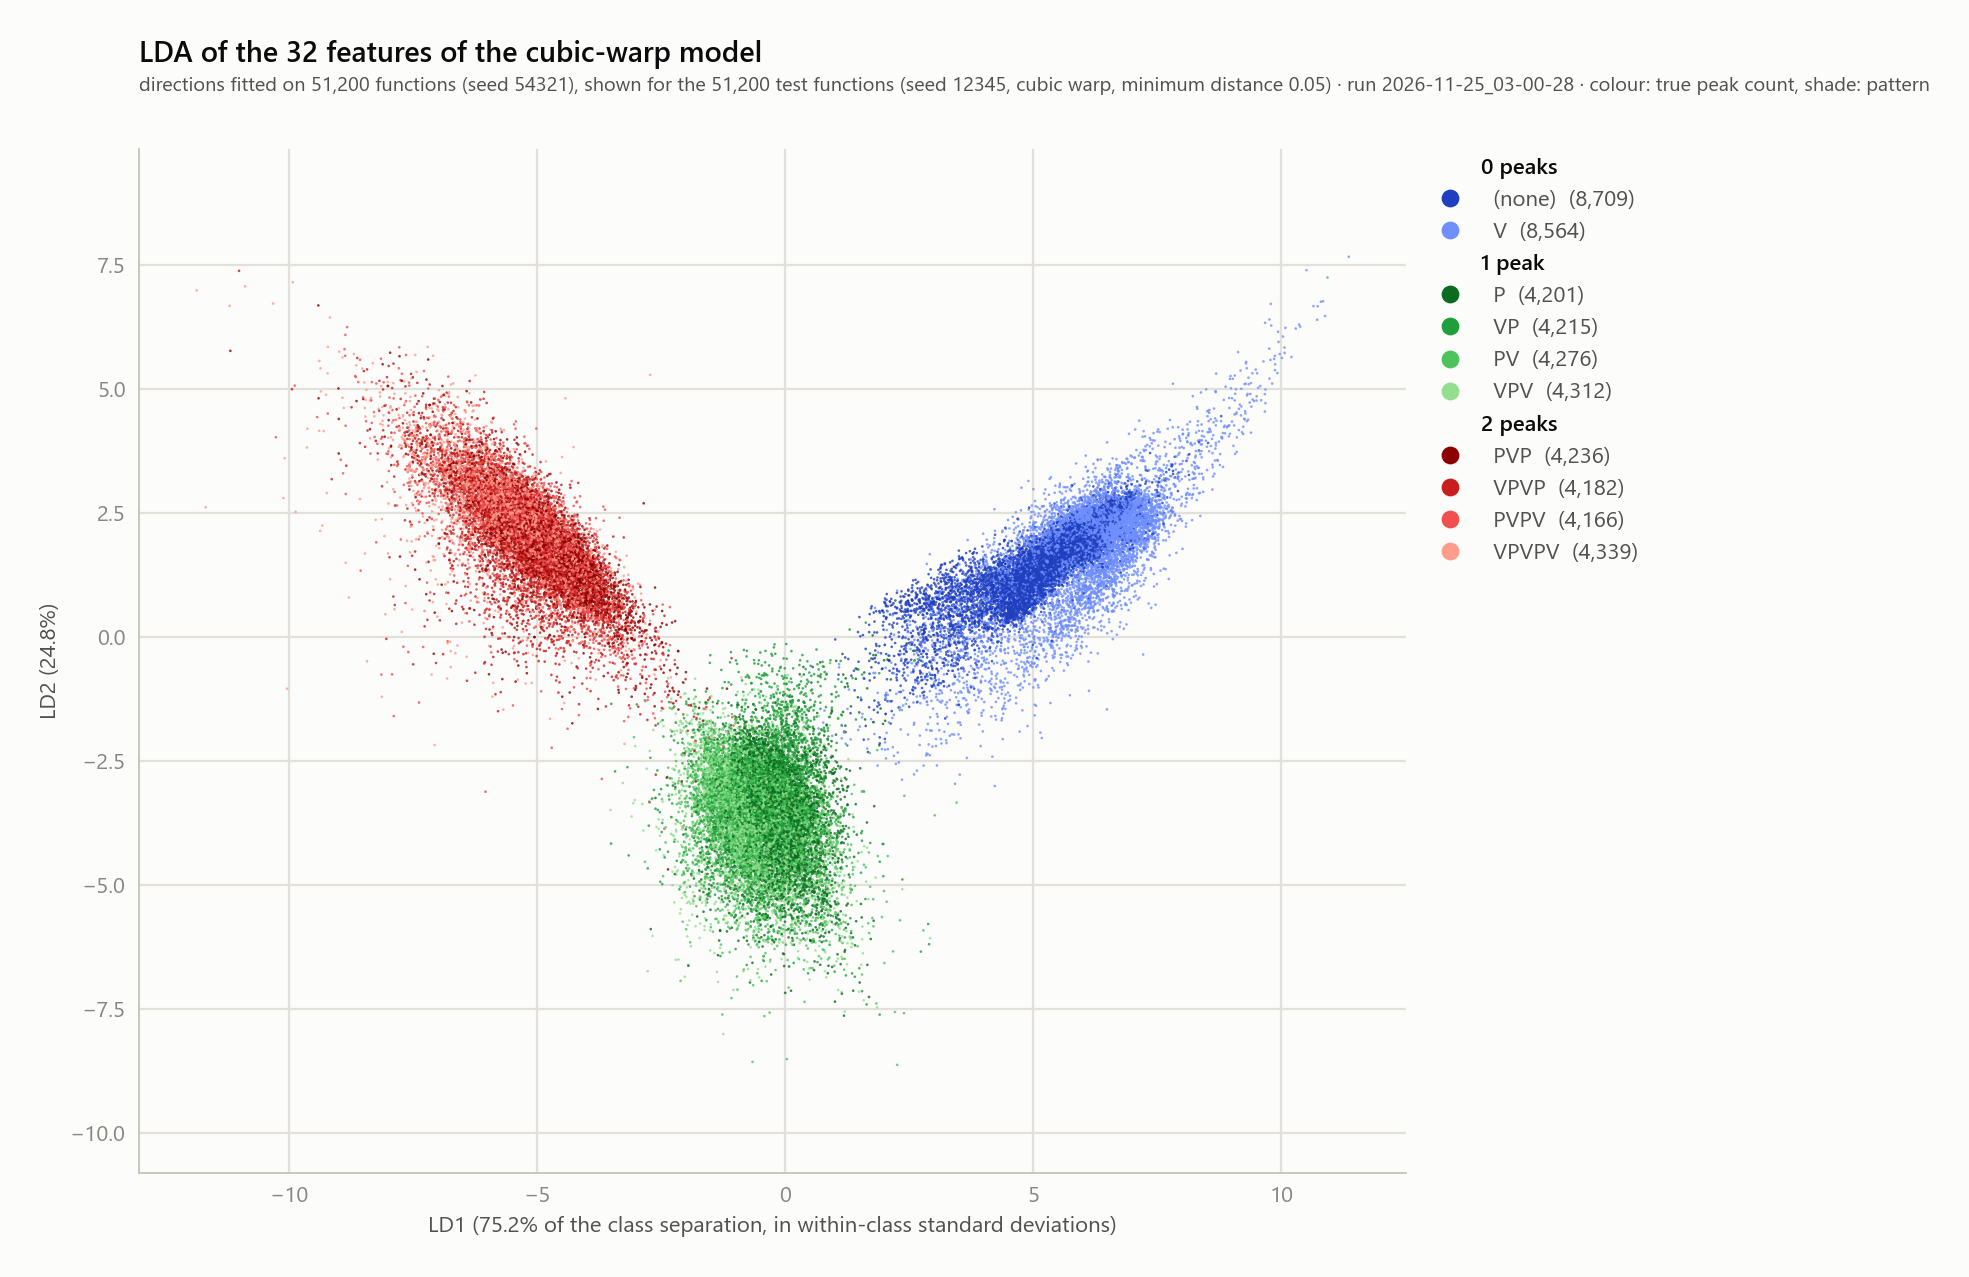 LDA of the 32 features of the cubic-warp model
directions fitted on 51,200 functions (seed 54321), shown for the 51,200 test functions (seed 12345, cubic warp, minimum distance 0.05) · run 2026-11-25_03-00-28 · colour: true peak count, shade: pattern
0 peaks
(none) (8,709)
V (8,564)
1 peak
P (4,201)
VP (4,215)
PV (4,276)
VPV (4,312)
2 peaks
PVP (4,236)
VPVP (4,182)
PVPV (4,166)
VPVPV (4,339)
LD2 (24.8%)
7.5
5.0
2.5
0.0
−2.5
−5.0
−7.5
−10.0
−10
−5
0
5
10
LD1 (75.2% of the class separation, in within-class standard deviations)